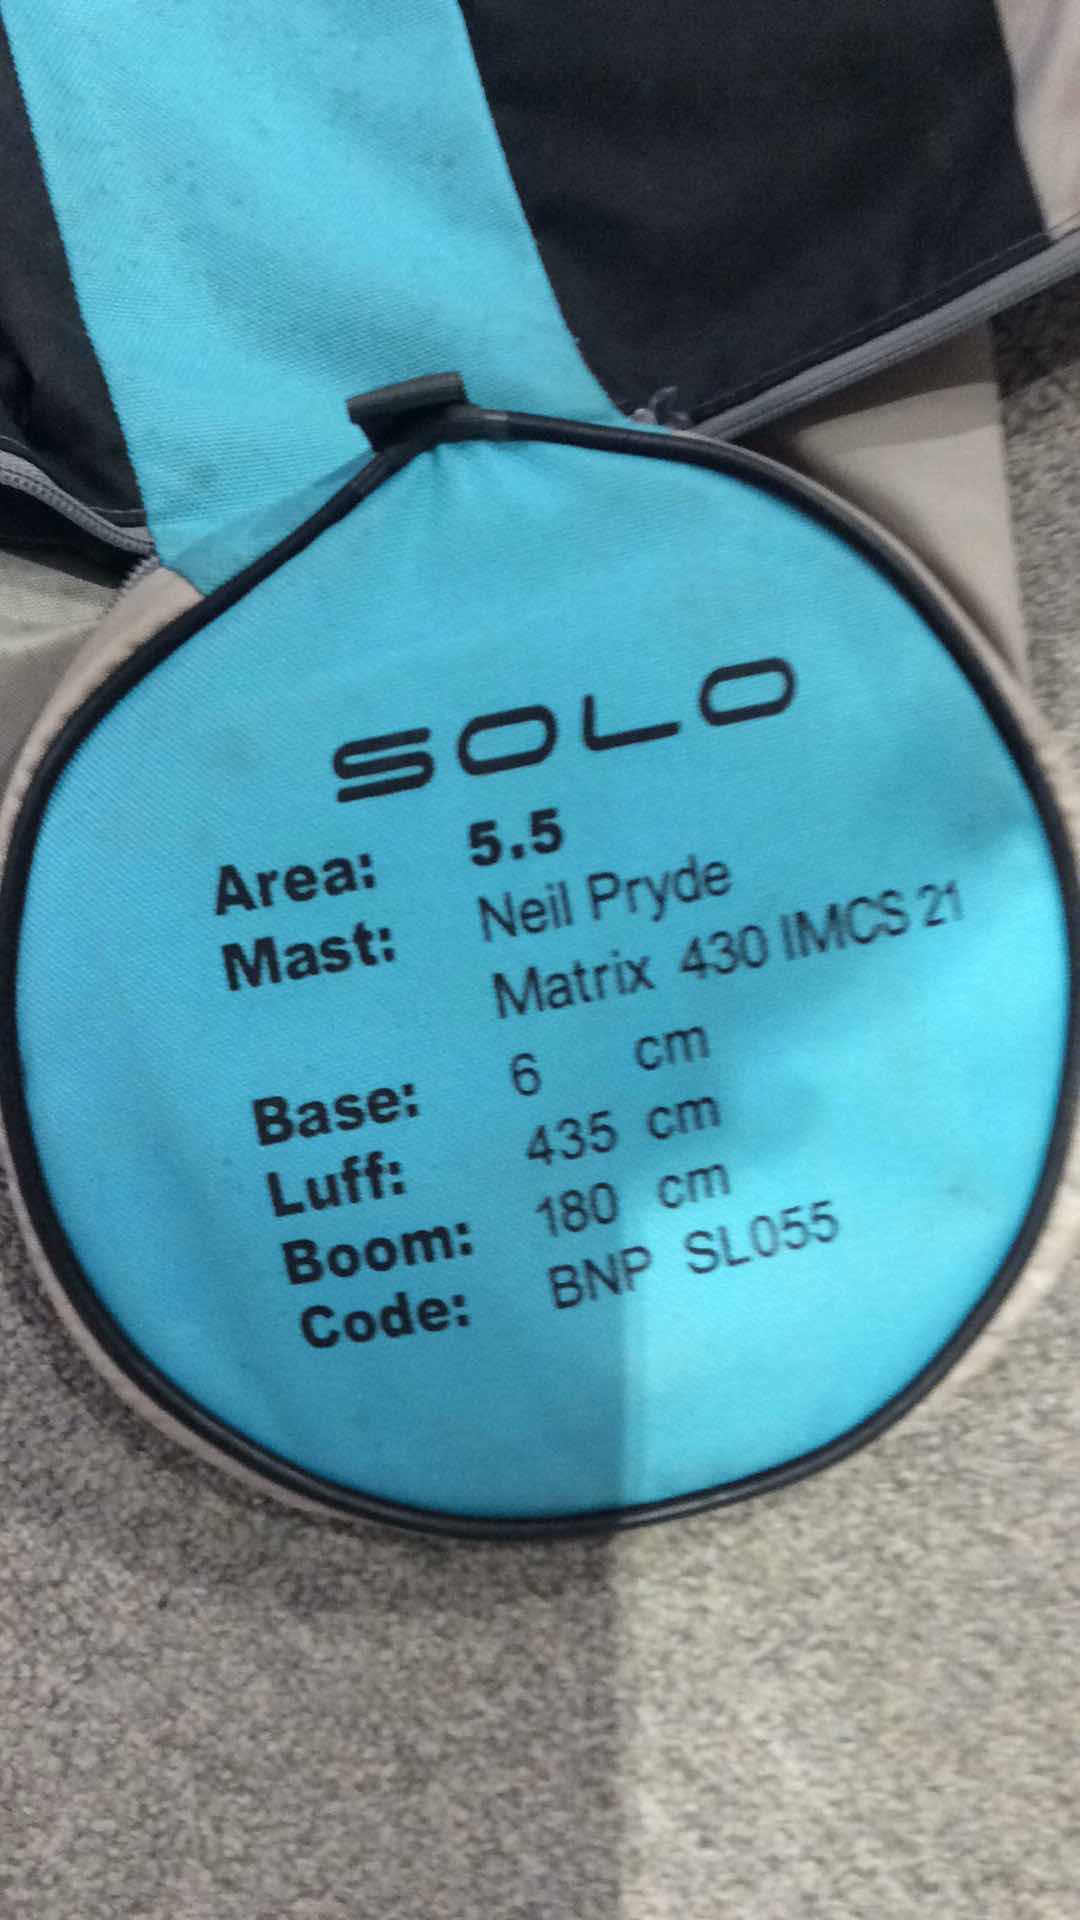 SOLO
Area: 5.5
Mast: Neil Pryde
Matrix 430 IMCS 21
Base: 6 cm
Luff: 435 cm
Boom: 180 cm
Code: BNP SL055